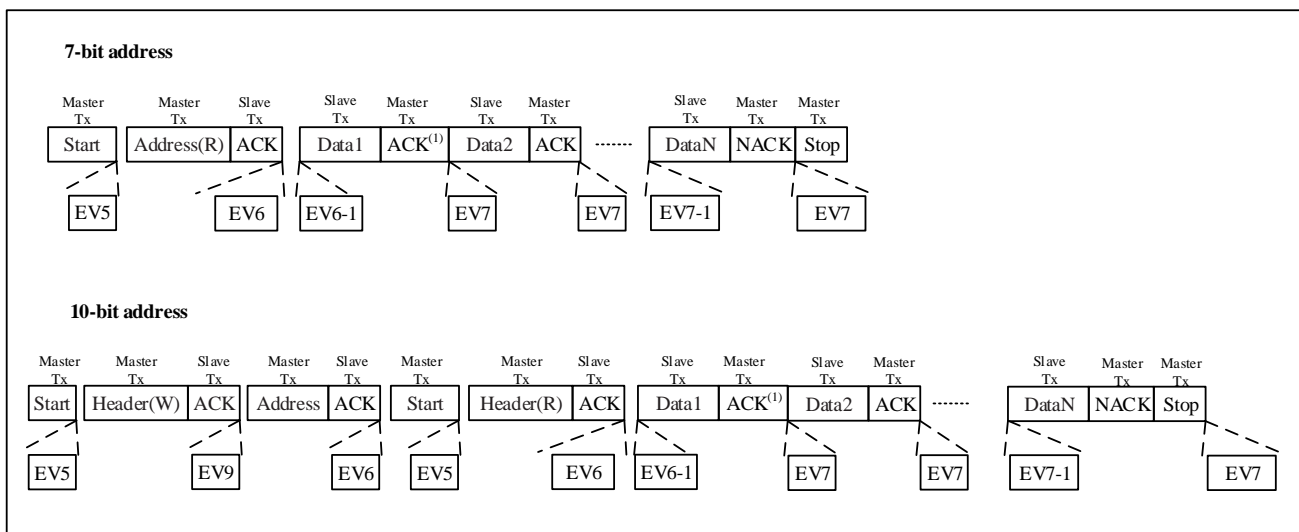 7-bit address
Master Tx Master Tx Slave Tx Slave Tx Master Tx Slave Tx Master Tx Slave Tx Master Tx Master Tx
Start Address(R) ACK Data1 ACK(1) Data2 ACK ........ DataN NACK Stop
EV5 EV6 EV6-1 EV7 EV7 EV7-1 EV7
10-bit address
Master Tx Master Tx Slave Tx Master Tx Slave Tx Master Tx Master Tx Slave Tx Slave Tx Master Tx Slave Tx Master Tx Slave Tx Master Tx Master Tx
Start Header(W) ACK Address ACK Start Header(R) ACK Data1 ACK(1) Data2 ACK ........ DataN NACK Stop
EV5 EV9 EV6 EV5 EV6 EV6-1 EV7 EV7 EV7-1 EV7